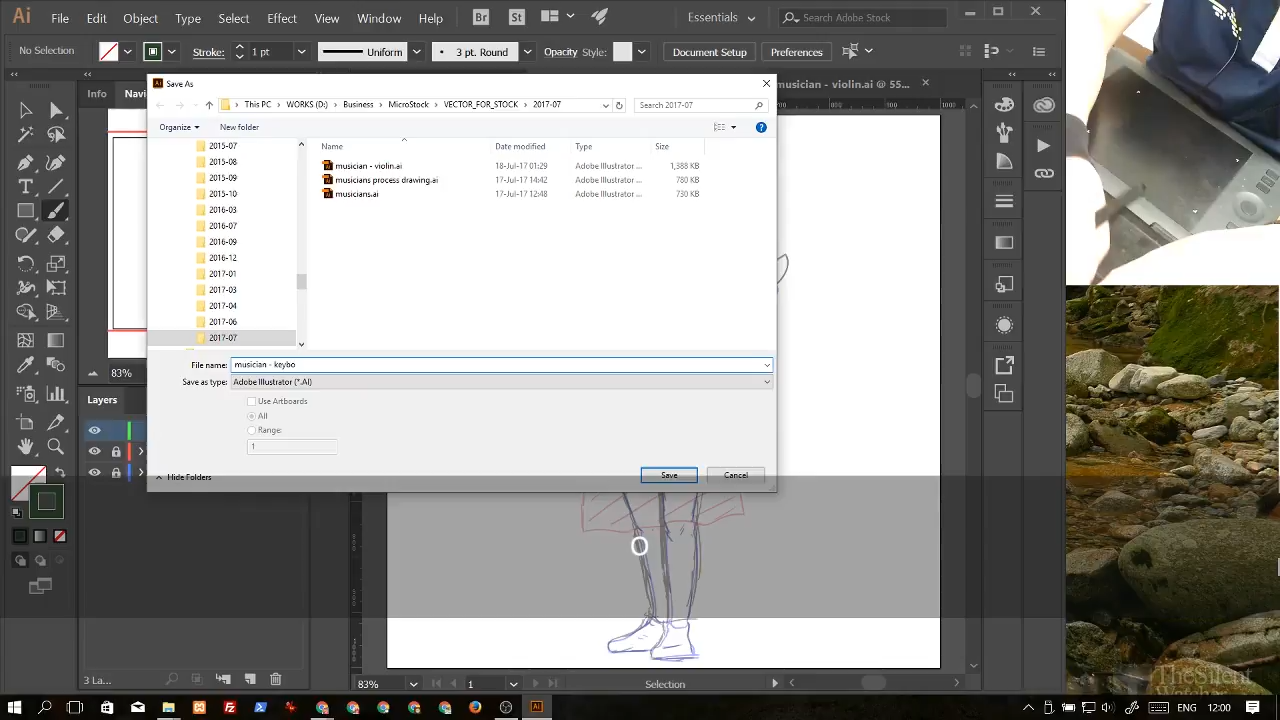 File Edit Object Type Select Effect View Window Help Br St Essentials Search Adobe Stock
No Selection Stroke: 1 pt Uniform 3 pt. Round Opacity Style: Document Setup Preferences
Info Navi
Save As
musician - violin.ai @ 55...
This PC > WORKS (D:) > Business > MicroStock > VECTOR_FOR_STOCK > 2017-07
Search 2017-07
Organize New folder
Name Date modified Type Size
2015-07
2015-08
2015-09
2015-10
2016-03
2016-07
2016-09
2016-12
2017-01
2017-03
2017-04
2017-06
2017-07
musician - violin.ai 18-Jul-17 01:29 Adobe Illustrator ... 1,388 KB
musicians process drawing.ai 17-Jul-17 14:42 Adobe Illustrator ... 780 KB
musicians.ai 17-Jul-17 12:48 Adobe Illustrator ... 730 KB
File name: musician - keybo
Save as type: Adobe Illustrator (*.AI)
Use Artboards
All
Range:
1
Hide Folders Save Cancel
83%
Layers
O
3 La...
83% 1 Selection
TheSilent
Watcher
ENG 12:00